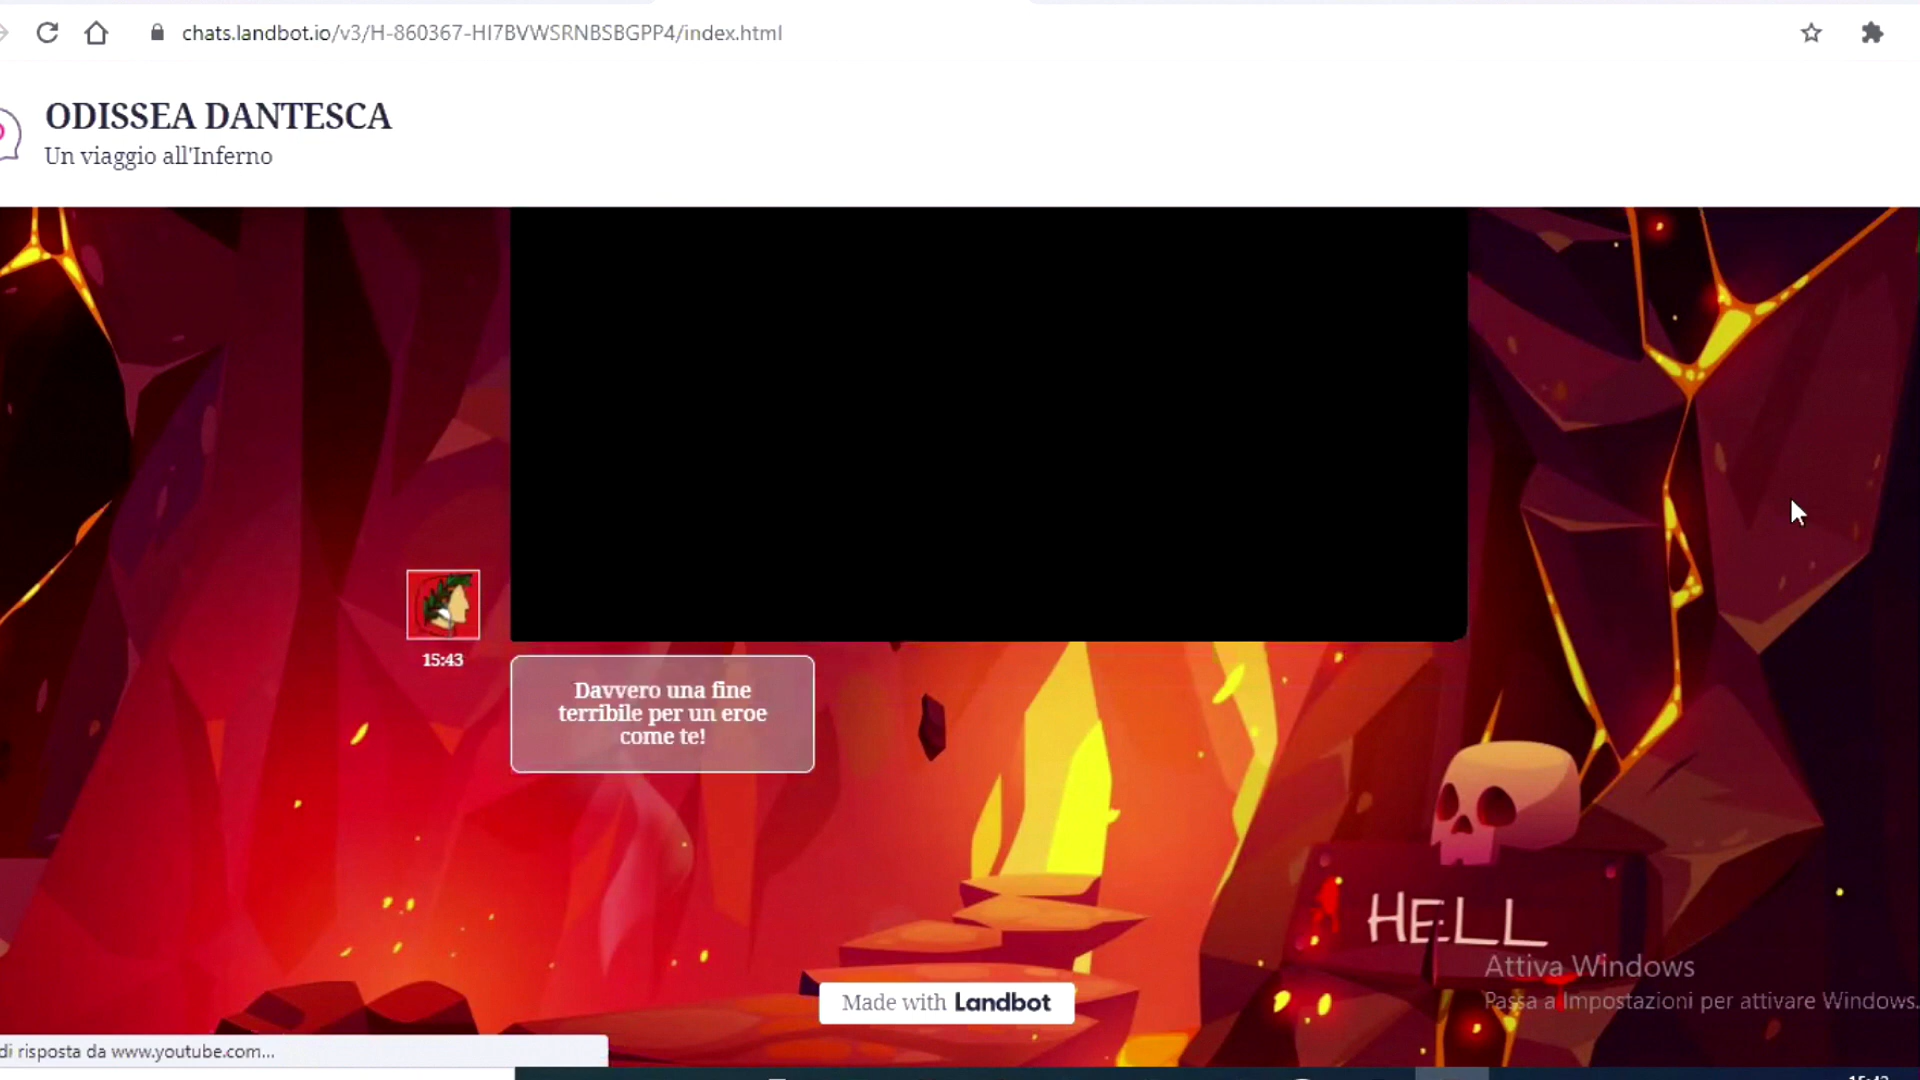 chats.landbot.io/v3/H-860367-HI7BVWSRNBSBGPP4/index.html
ODISSEA DANTESCA
Un viaggio all'Inferno
15:43
Davvero una fine
terribile per un eroe
come te!
HELL
Attiva Windows
Passa a Impostazioni per attivare Windows.
Made with Landbot
di risposta da www.youtube.com...